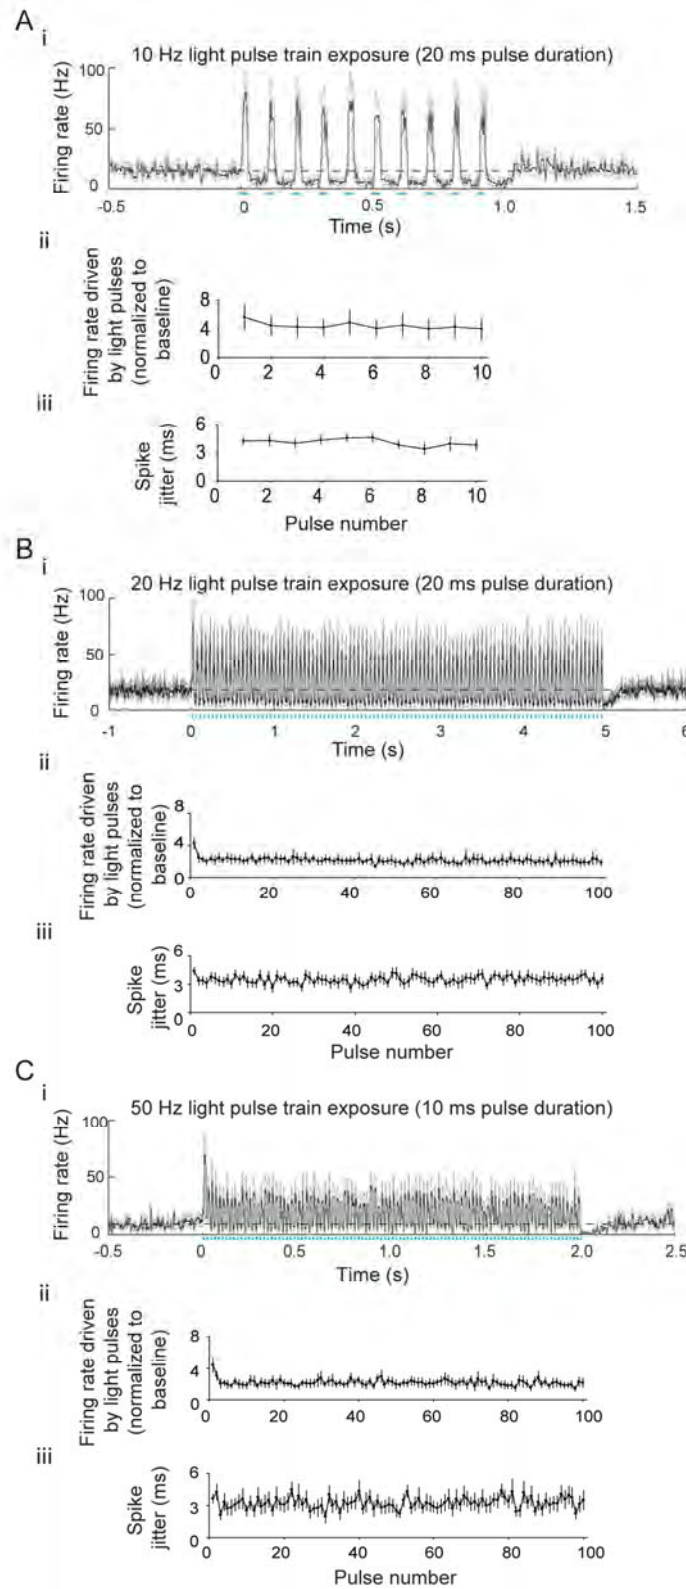 A
i
10 Hz light pulse train exposure (20 ms pulse duration)
Firing rate (Hz)
100
50
0
-0.5 0 0.5 1.0 1.5
Time (s)
ii
Firing rate driven
by light pulses
(normalized to
baseline)
8
4
0
0 2 4 6 8 10
iii
Spike
jitter (ms)
6
3
0
0 2 4 6 8 10
Pulse number
B
i
20 Hz light pulse train exposure (20 ms pulse duration)
Firing rate (Hz)
100
50
0
-1 0 1 2 3 4 5 6
Time (s)
ii
Firing rate driven
by light pulses
(normalized to
baseline)
8
4
0
0 20 40 60 80 100
iii
Spike
jitter (ms)
6
3
0
0 20 40 60 80 100
Pulse number
C
i
50 Hz light pulse train exposure (10 ms pulse duration)
Firing rate (Hz)
100
50
0
-0.5 0 0.5 1.0 1.5 2.0 2.5
Time (s)
ii
Firing rate driven
by light pulses
(normalized to
baseline)
8
4
0
0 20 40 60 80 100
iii
Spike
jitter (ms)
6
3
0
0 20 40 60 80 100
Pulse number